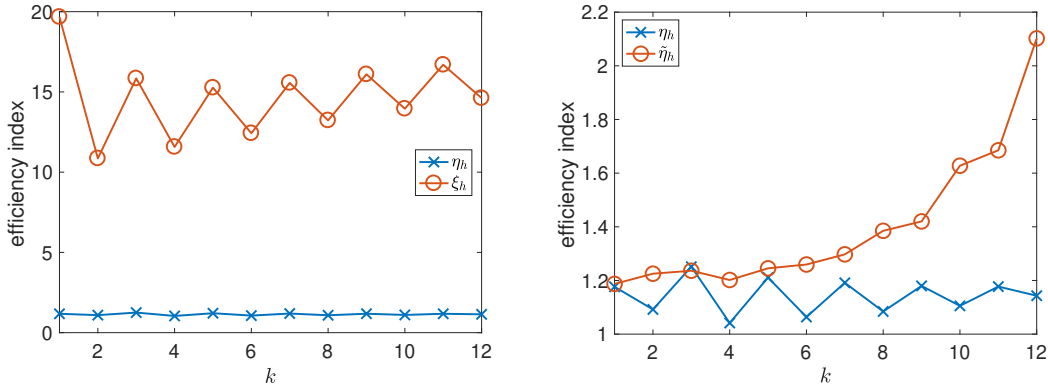 20
15
10
5
0
efficiency index
2 4 6 8 10 12
k
η_h
ξ_h
2.2
2
1.8
1.6
1.4
1.2
1
efficiency index
2 4 6 8 10 12
k
η_h
η̃_h